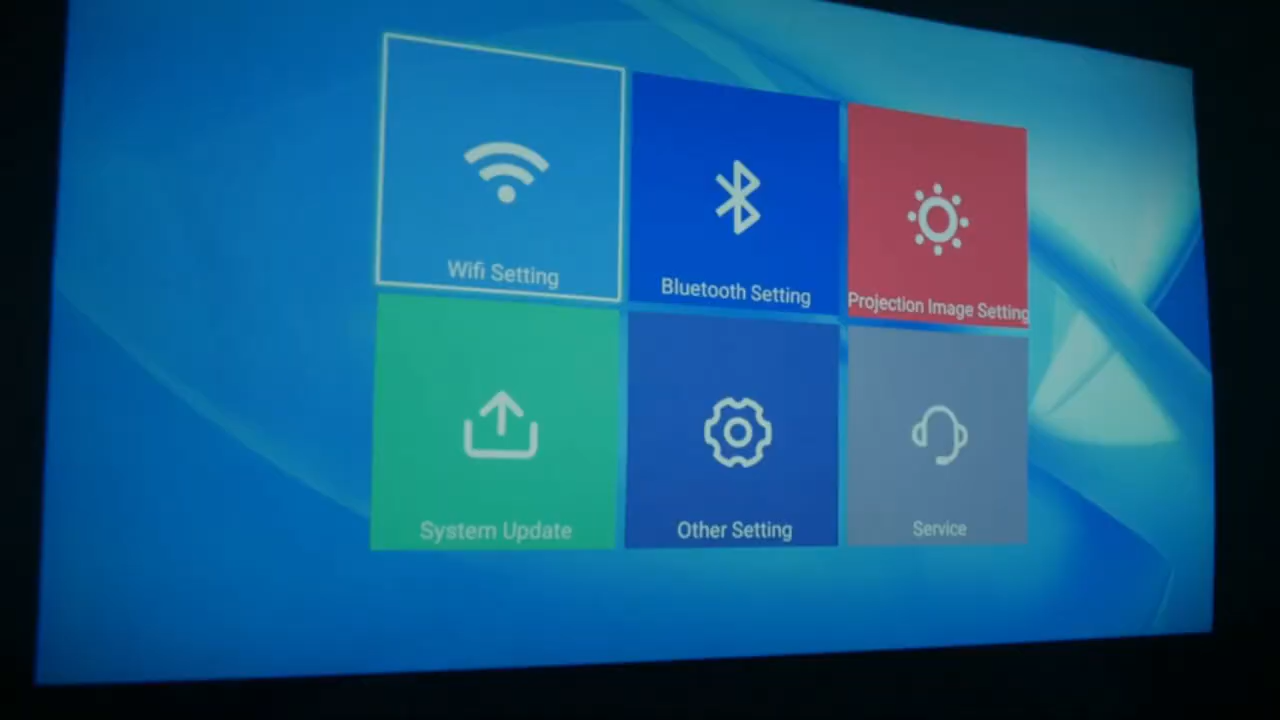 Wifi Setting
Bluetooth Setting
Projection Image Setting
System Update
Other Setting
Service